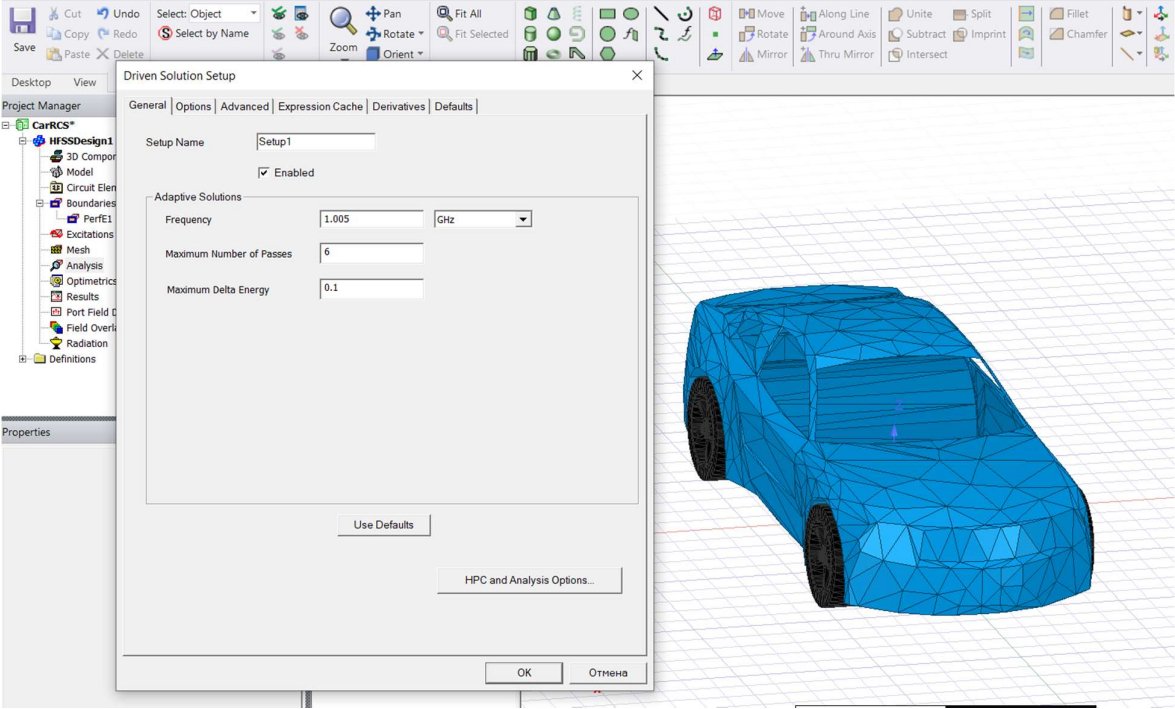 Cut Undo Select: Object Pan Fit All Move Along Line Unite Split Fillet
Save Copy Redo Select by Name Zoom Rotate Fit Selected Rotate Around Axis Subtract Imprint Chamfer
Paste Delete Orient Mirror Thru Mirror Intersect
Desktop View
Driven Solution Setup
Project Manager
General Options Advanced Expression Cache Derivatives Defaults
CarRCS*
HFSSDesign1
3D Compor
Model
Circuit Elen
Boundaries
PerfE1
Excitations
Mesh
Analysis
Optimetrics
Results
Port Field D
Field Overla
Radiation
Definitions
Properties
Setup Name Setup1
Enabled
Adaptive Solutions
Frequency 1.005 GHz
Maximum Number of Passes 6
Maximum Delta Energy 0.1
Use Defaults
HPC and Analysis Options...
OK Отмена
Z